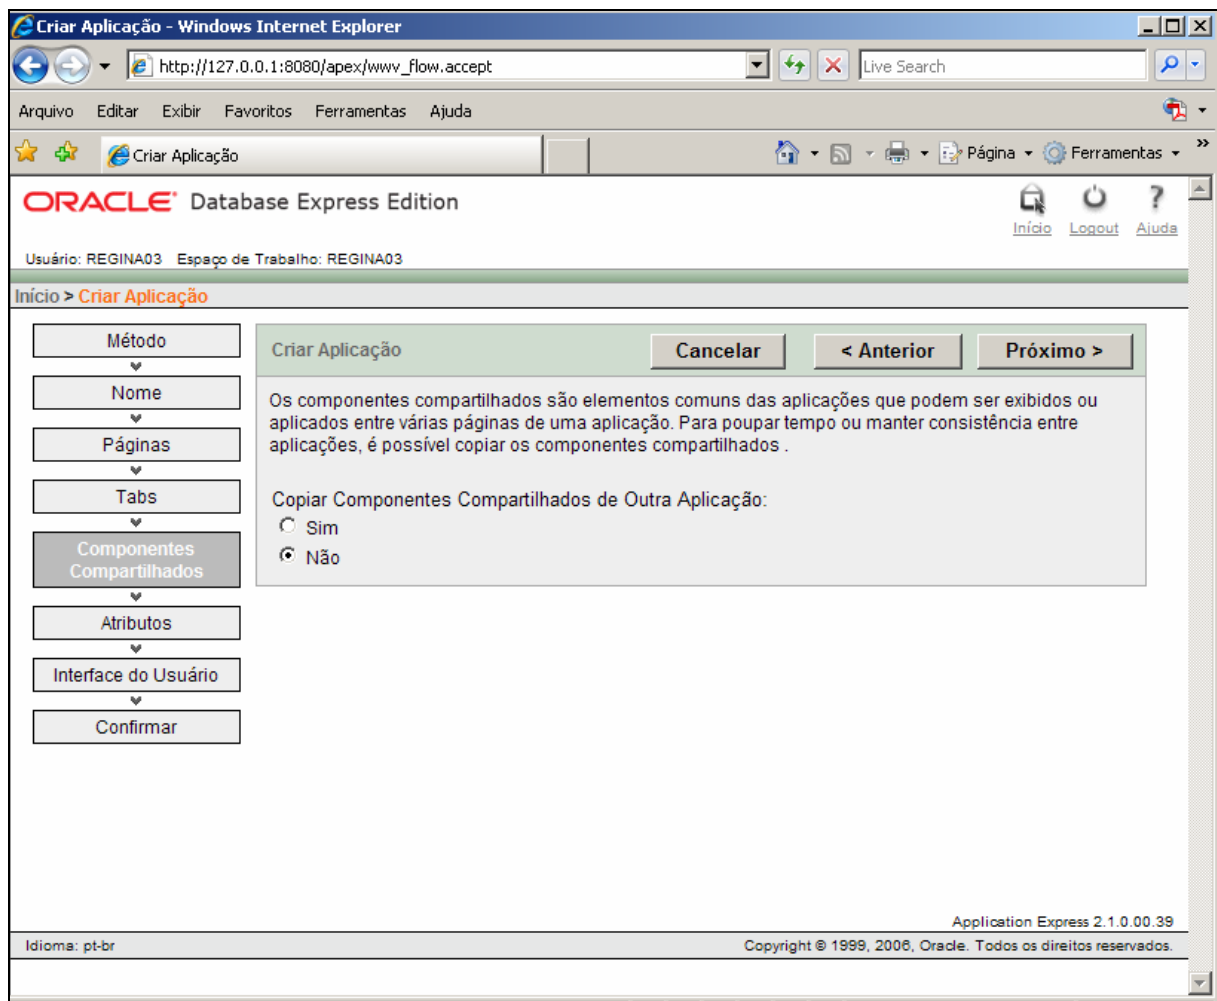 Criar Aplicação - Windows Internet Explorer
http://127.0.0.1:8080/apex/wwv_flow.accept
Live Search
Arquivo Editar Exibir Favoritos Ferramentas Ajuda
Criar Aplicação
Página Ferramentas »
ORACLE Database Express Edition
Início Logout Ajuda
Usuário: REGINA03 Espaço de Trabalho: REGINA03
Início > Criar Aplicação
Método
Nome
Páginas
Tabs
Componentes
Compartilhados
Atributos
Interface do Usuário
Confirmar
Criar Aplicação
Cancelar
< Anterior
Próximo >
Os componentes compartilhados são elementos comuns das aplicações que podem ser exibidos ou
aplicados entre várias páginas de uma aplicação. Para poupar tempo ou manter consistência entre
aplicações, é possível copiar os componentes compartilhados .
Copiar Componentes Compartilhados de Outra Aplicação:
Sim
Não
Application Express 2.1.0.00.39
Idioma: pt-br
Copyright © 1999, 2006, Oracle. Todos os direitos reservados.